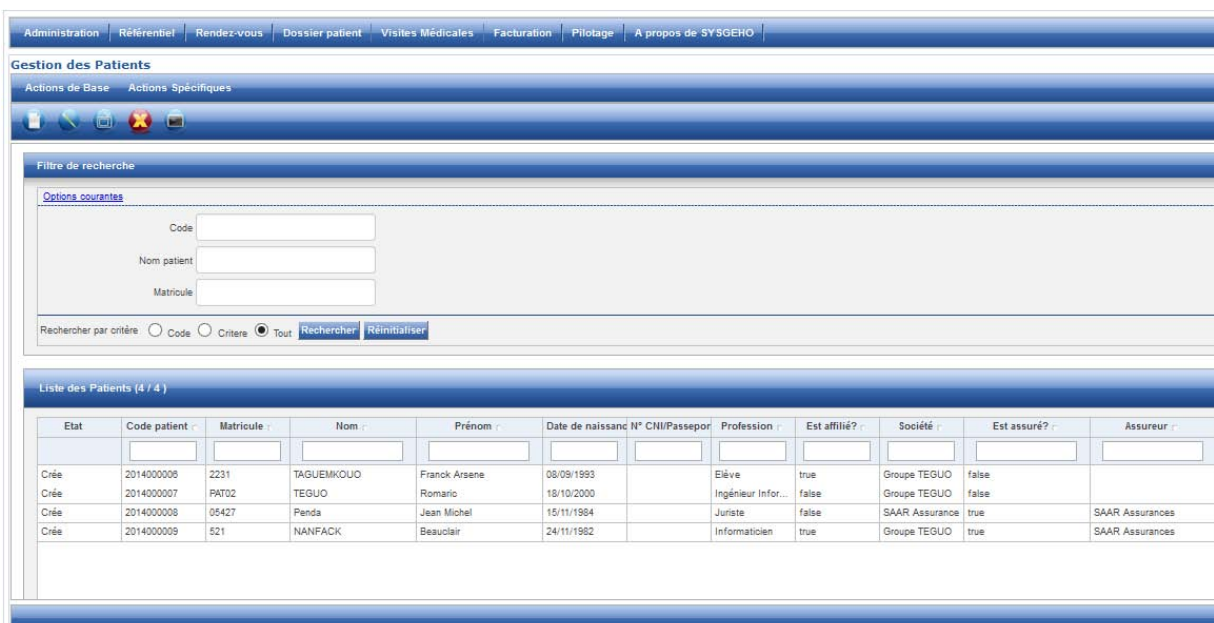 Administration Référentiel Rendez-vous Dossier patient Visites Médicales Facturation Pilotage A propos de SYSGEHO
Gestion des Patients
Actions de Base Actions Spécifiques
Filtre de recherche
Options courantes
Code
Nom patient
Matricule
Rechercher par critère Code Critere Tout Rechercher Réinitialiser
Liste des Patients (4 / 4 )
Etat Code patient Matricule Nom Prénom Date de naissanc N° CNI/Passepor Profession Est affilié? Société Est assuré? Assureur
Crée 2014000006 2231 TAGUEMKOUO Franck Arsene 08/09/1993 Elève true Groupe TEGUO false
Crée 2014000007 PAT02 TEGUO Romaric 18/10/2000 Ingénieur Infor... false Groupe TEGUO false
Crée 2014000008 05427 Penda Jean Michel 15/11/1984 Juriste false SAAR Assurance true SAAR Assurances
Crée 2014000009 521 NANFACK Beauclair 24/11/1982 Informaticien true Groupe TEGUO true SAAR Assurances